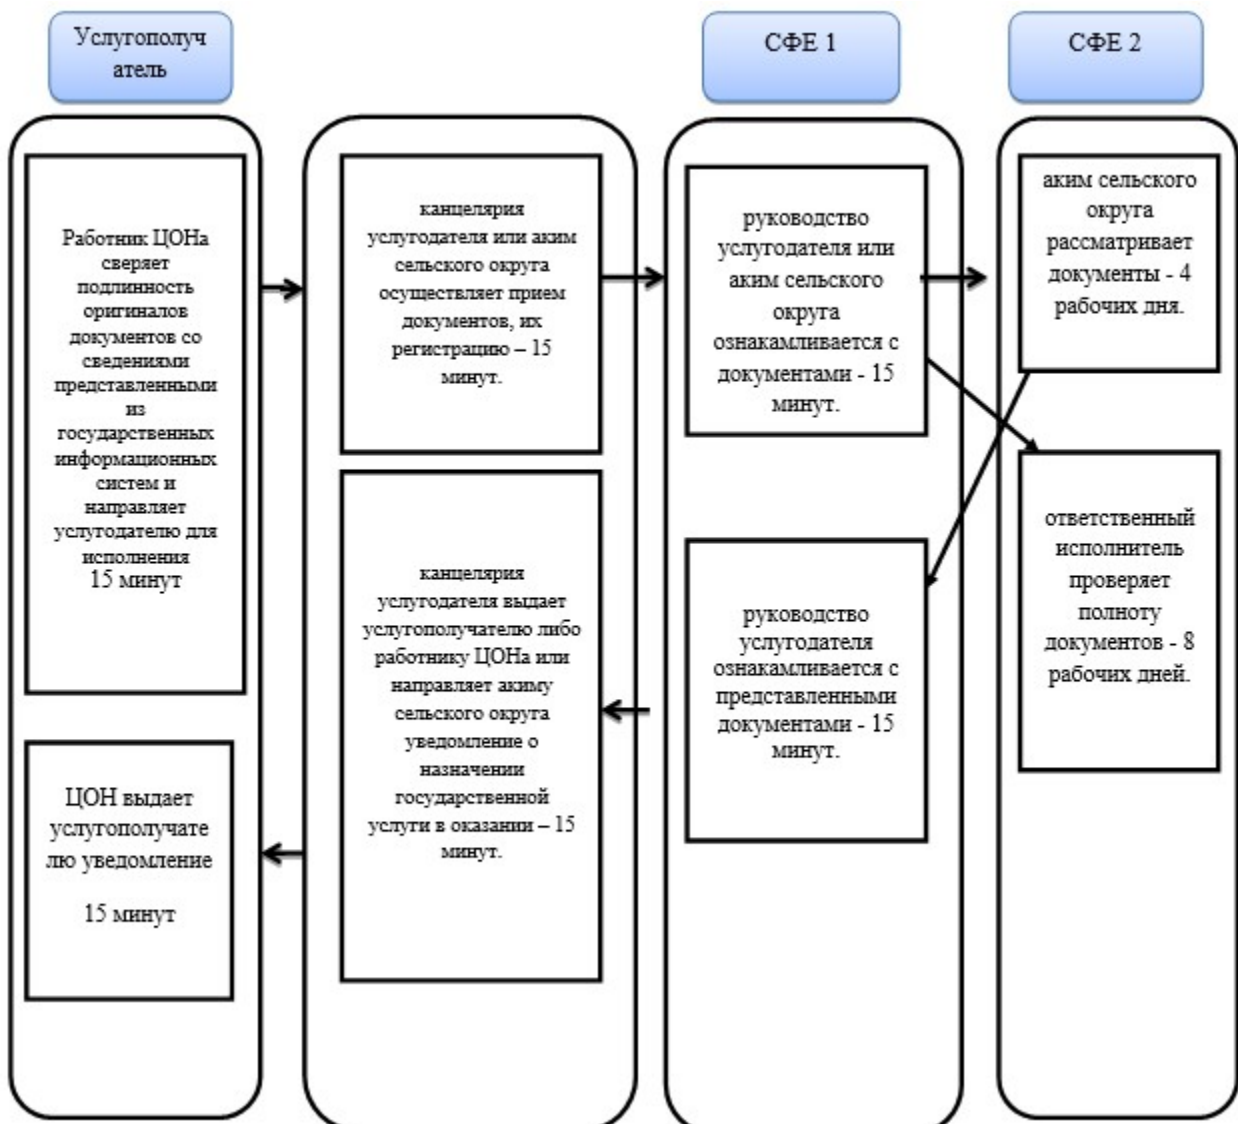 Услугополуч
атель
СФЕ 1
СФЕ 2
Работник ЦОНа
сверяет
подлинность
оригиналов
документов со
сведениями
представленными
из
государственных
информационных
систем и
направляет
услугодателю для
исполнения
15 минут
ЦОН выдает
услугополучате
лю уведомление
15 минут
канцелярия
услугодателя или аким
сельского округа
осуществляет прием
документов, их
регистрацию – 15
минут.
канцелярия
услугодателя выдает
услугополучателю либо
работнику ЦОНа или
направляет акиму
сельского округа
уведомление о
назначении
государственной
услуги в оказании – 15
минут.
руководство
услугодателя или
аким сельского
округа
ознакамливается с
документами - 15
минут.
руководство
услугодателя
ознакамливается с
представленными
документами - 15
минут.
аким сельского
округа
рассматривает
документы - 4
рабочих дня.
ответственный
исполнитель
проверяет
полноту
документов - 8
рабочих дней.